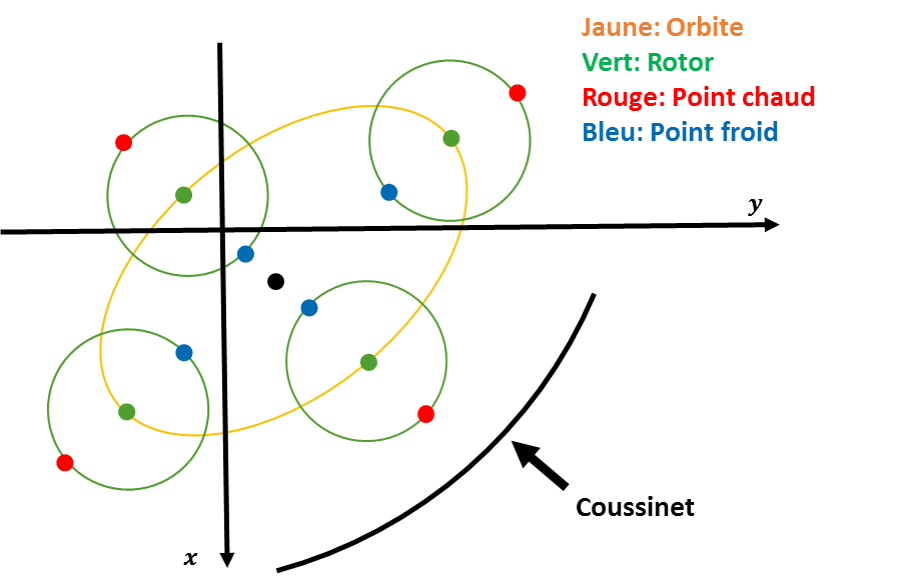 Jaune: Orbite
Vert: Rotor
Rouge: Point chaud
Bleu: Point froid
y
Coussinet
x